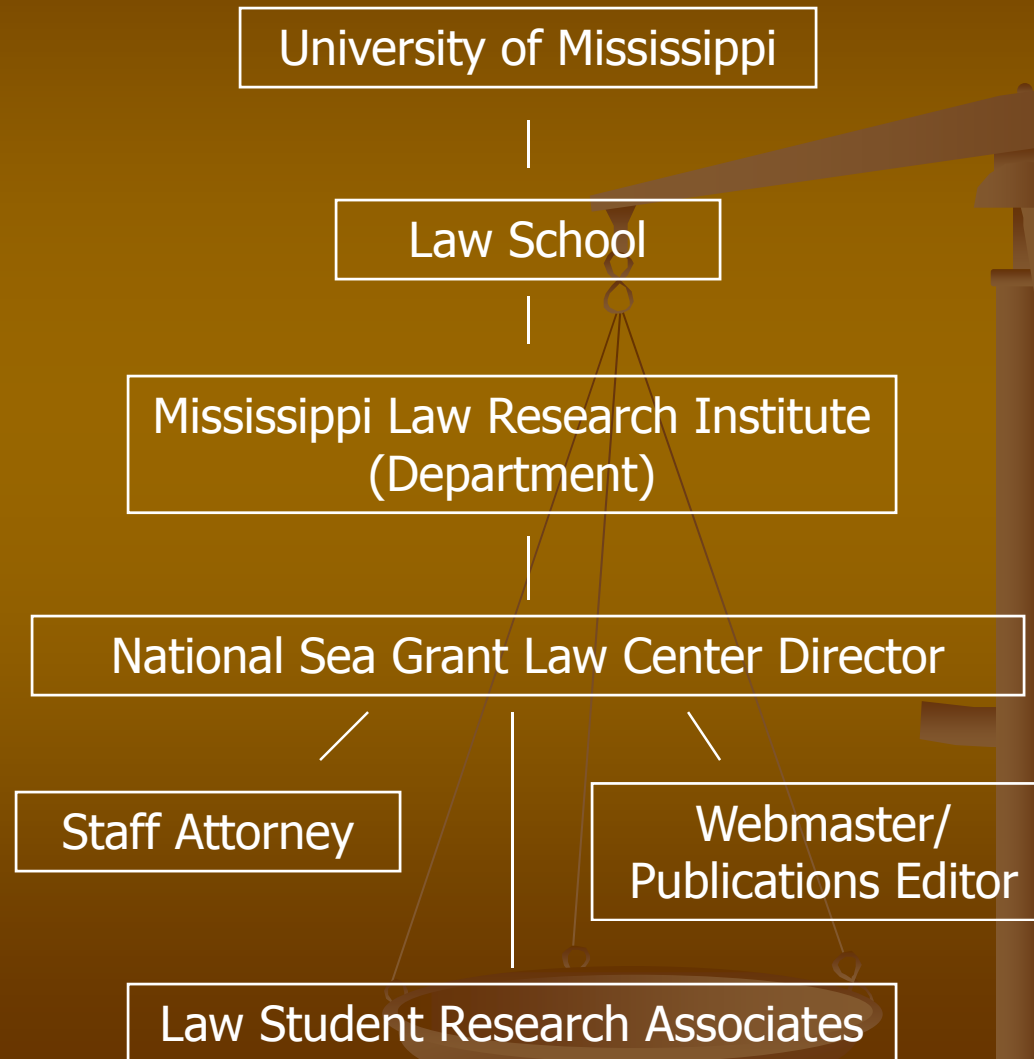 University of Mississippi
Law School
Mississippi Law Research Institute
(Department)
National Sea Grant Law Center Director
Staff Attorney
Webmaster/
Publications Editor
Law Student Research Associates